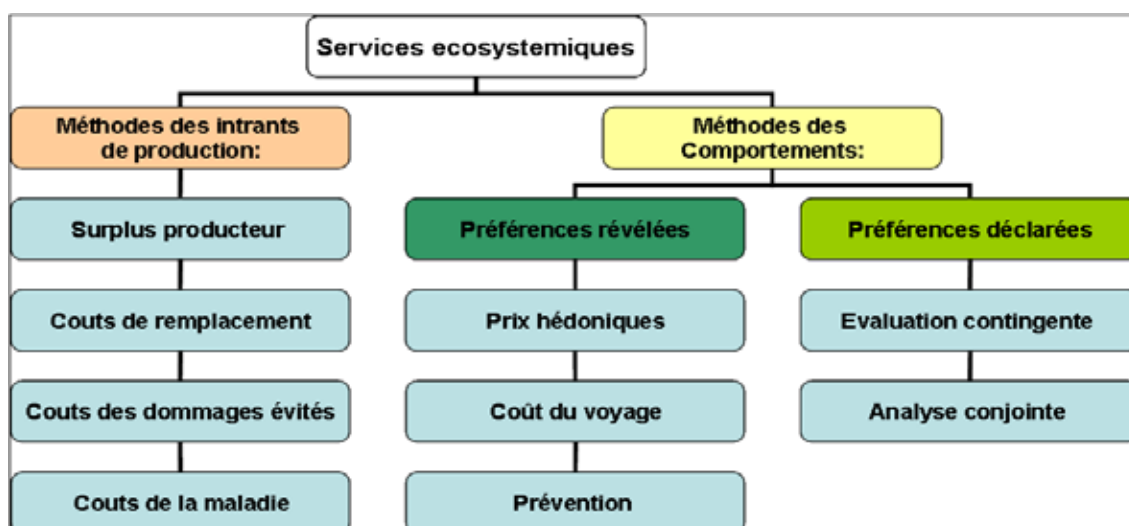 Services ecosystemiques
Méthodes des intrants
de production:
Méthodes des
Comportements:
Surplus producteur
Préférences révélées
Préférences déclarées
Couts de remplacement
Prix hédoniques
Evaluation contingente
Couts des dommages évités
Coût du voyage
Analyse conjointe
Couts de la maladie
Prévention